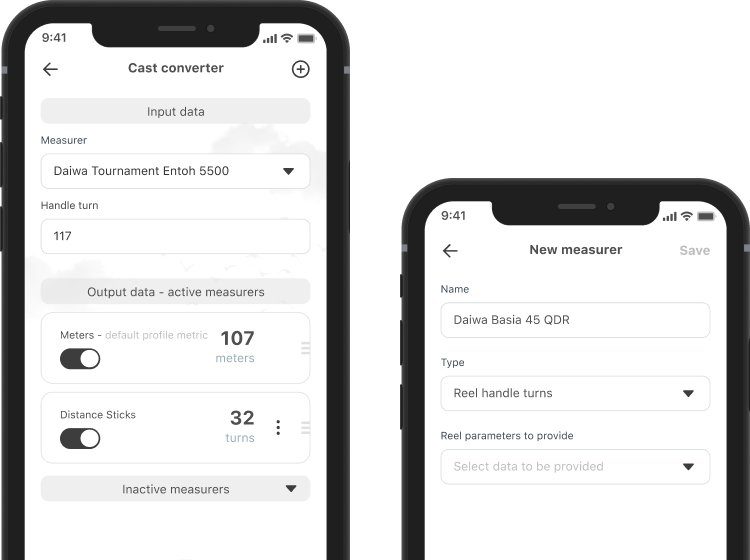 9:41
Cast converter
Input data
Measurer
Daiwa Tournament Entoh 5500
Handle turn
117
Output data - active measurers
Meters - default profile metric
107
meters
Distance Sticks
32
turns
Inactive measurers
9:41
New measurer
Save
Name
Daiwa Basia 45 QDR
Type
Reel handle turns
Reel parameters to provide
Select data to be provided